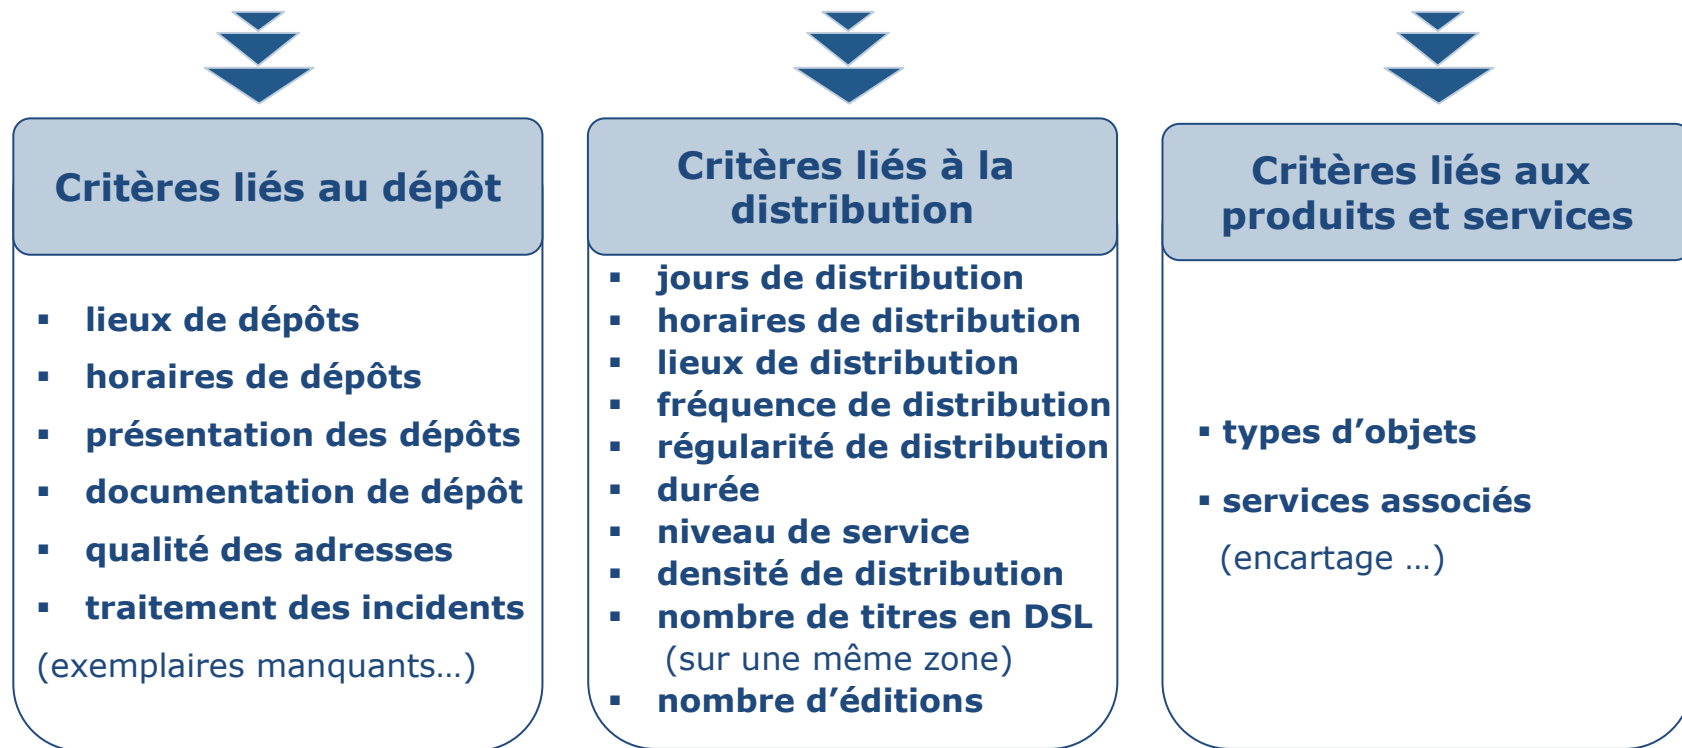 Critères liés au dépôt
▪ lieux de dépôts
▪ horaires de dépôts
▪ présentation des dépôts
▪ documentation de dépôt
▪ qualité des adresses
▪ traitement des incidents
(exemplaires manquants…)
Critères liés à la
distribution
▪ jours de distribution
▪ horaires de distribution
▪ lieux de distribution
▪ fréquence de distribution
▪ régularité de distribution
▪ durée
▪ niveau de service
▪ densité de distribution
▪ nombre de titres en DSL
(sur une même zone)
▪ nombre d’éditions
Critères liés aux
produits et services
▪ types d’objets
▪ services associés
(encartage …)